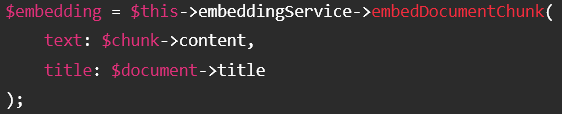 $embedding = $this->embeddingService->embedDocumentChunk(
    text: $chunk->content,
    title: $document->title
);